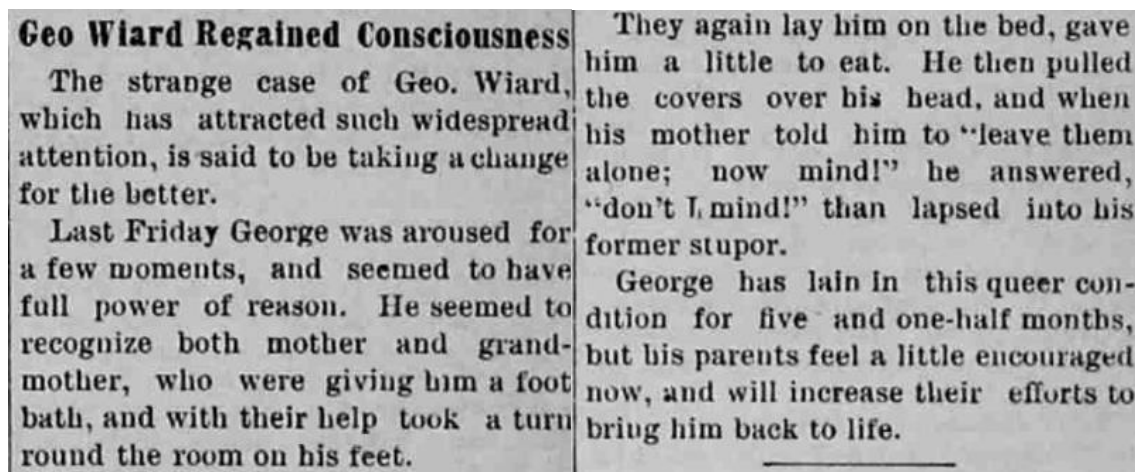 Geo Wiard Regained Consciousness
The strange case of Geo. Wiard,
which has attracted such widespread
attention, is said to be taking a change
for the better.
Last Friday George was aroused for
a few moments, and seemed to have
full power of reason. He seemed to
recognize both mother and grand-
mother, who were giving him a foot
bath, and with their help took a turn
round the room on his feet.
They again lay him on the bed, gave
him a little to eat. He then pulled
the covers over his head, and when
his mother told him to “leave them
alone; now mind!” he answered,
“don't I, mind!” than lapsed into his
former stupor.
George has lain in this queer con-
dition for five and one-half months,
but his parents feel a little encouraged
now, and will increase their efforts to
bring him back to life.